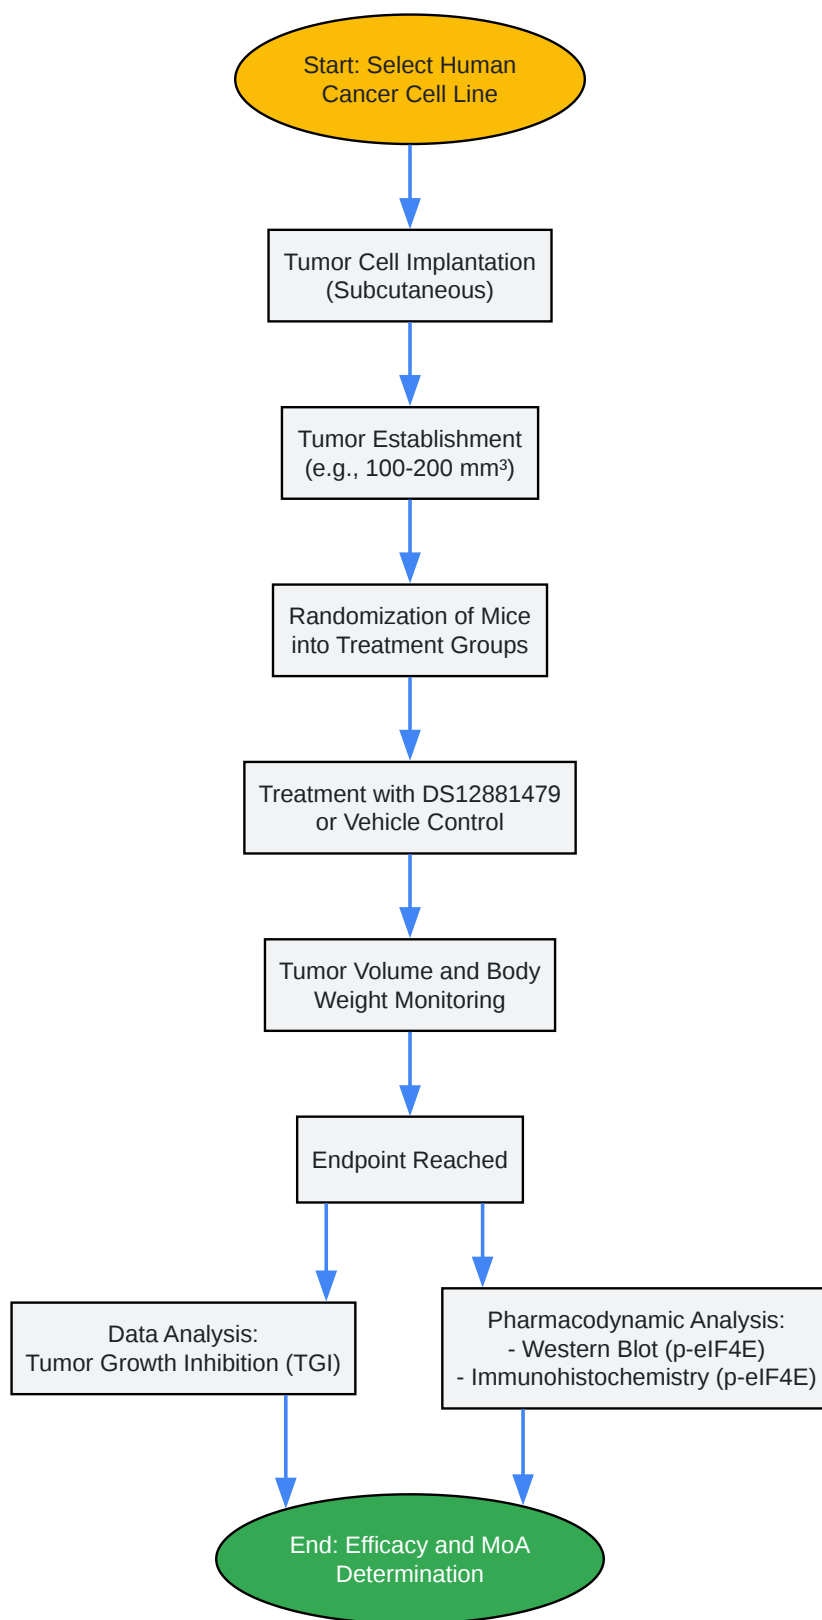 Start: Select Human
Cancer Cell Line
Tumor Cell Implantation
(Subcutaneous)
Tumor Establishment
(e.g., 100-200 mm³)
Randomization of Mice
into Treatment Groups
Treatment with DS12881479
or Vehicle Control
Tumor Volume and Body
Weight Monitoring
Endpoint Reached
Data Analysis:
Tumor Growth Inhibition (TGI)
Pharmacodynamic Analysis:
- Western Blot (p-eIF4E)
- Immunohistochemistry (p-eIF4E)
End: Efficacy and MoA
Determination